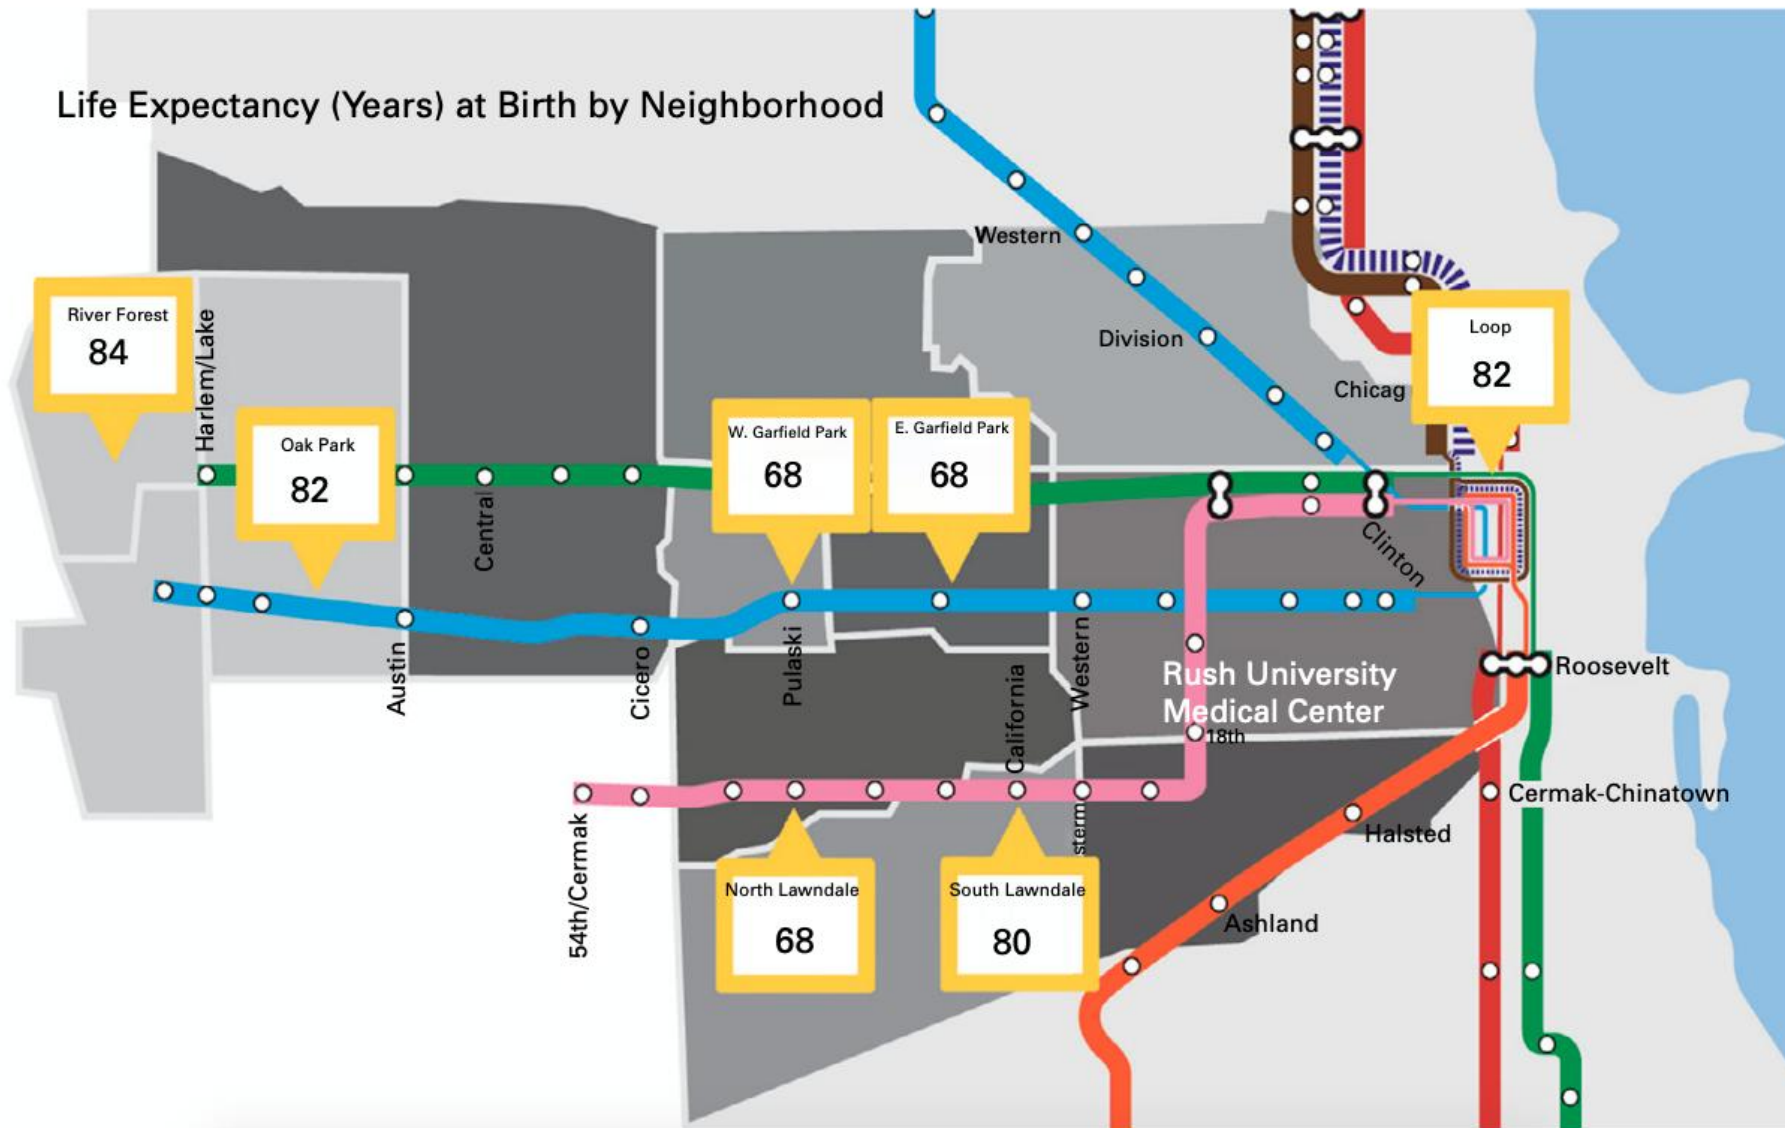 Life Expectancy (Years) at Birth by Neighborhood
Western
Division
Chicag
Loop
82
River Forest
84
Harlem/Lake
Oak Park
82
Central
W. Garfield Park
68
E. Garfield Park
68
Clinton
Austin
Cicero
Pulaski
California
Western
Rush University
Medical Center
18th
Roosevelt
54th/Cermak
North Lawndale
68
South Lawndale
80
Cermak-Chinatown
Halsted
Ashland